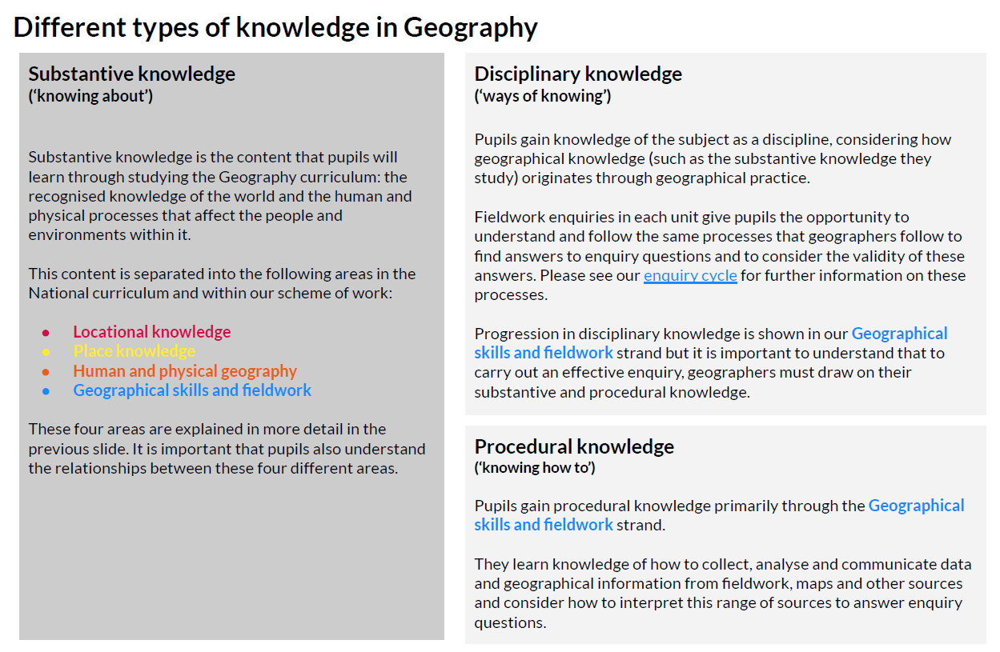 Different types of knowledge in Geography
Substantive knowledge
(‘knowing about’)
Substantive knowledge is the content that pupils will
learn through studying the Geography curriculum: the
recognised knowledge of the world and the human and
physical processes that affect the people and
environments within it.
This content is separated into the following areas in the
National curriculum and within our scheme of work:
● Locational knowledge
● Place knowledge
● Human and physical geography
● Geographical skills and fieldwork
These four areas are explained in more detail in the
previous slide. It is important that pupils also understand
the relationships between these four different areas.
Disciplinary knowledge
(‘ways of knowing’)
Pupils gain knowledge of the subject as a discipline, considering how
geographical knowledge (such as the substantive knowledge they
study) originates through geographical practice.
Fieldwork enquiries in each unit give pupils the opportunity to
understand and follow the same processes that geographers follow to
find answers to enquiry questions and to consider the validity of these
answers. Please see our enquiry cycle for further information on these
processes.
Progression in disciplinary knowledge is shown in our Geographical
skills and fieldwork strand but it is important to understand that to
carry out an effective enquiry, geographers must draw on their
substantive and procedural knowledge.
Procedural knowledge
(‘knowing how to’)
Pupils gain procedural knowledge primarily through the Geographical
skills and fieldwork strand.
They learn knowledge of how to collect, analyse and communicate data
and geographical information from fieldwork, maps and other sources
and consider how to interpret this range of sources to answer enquiry
questions.